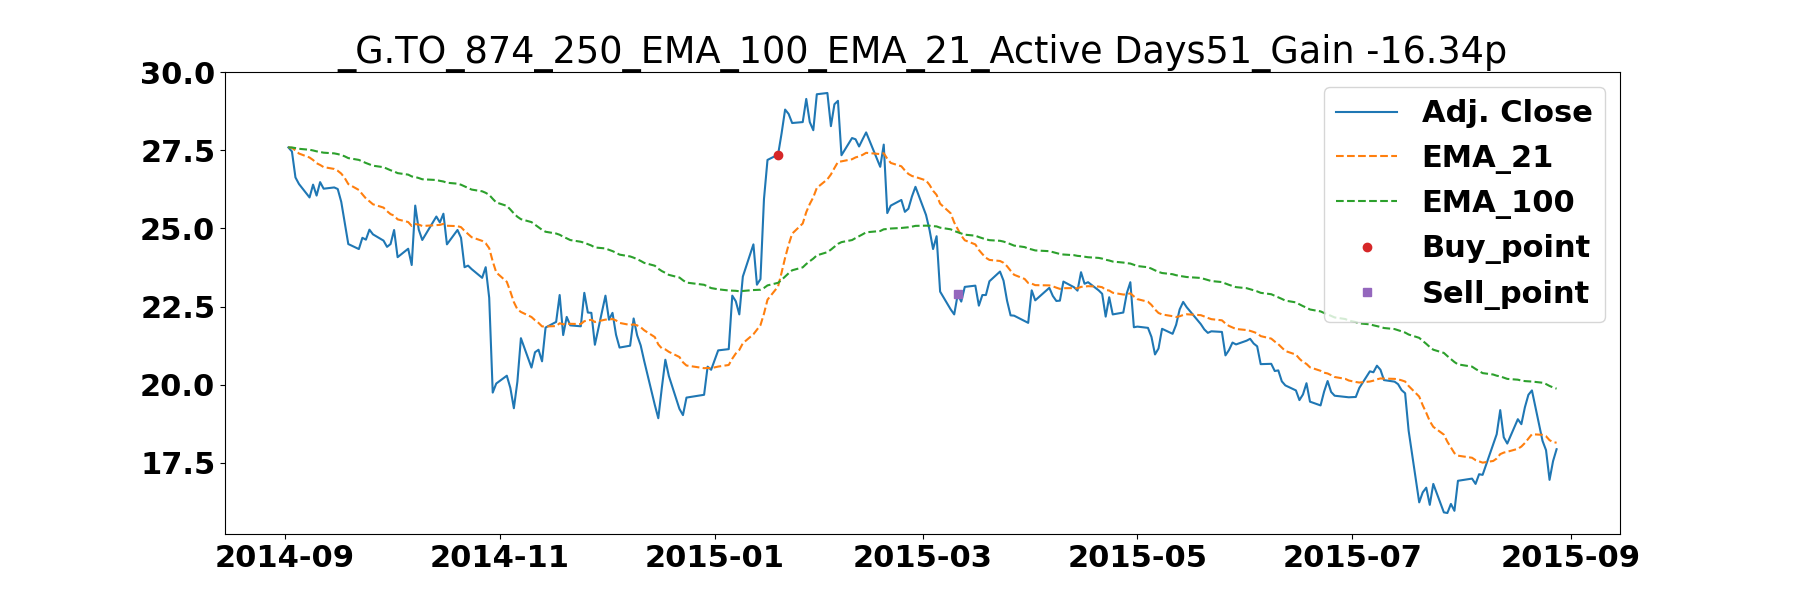 _G.TO_874_250_EMA_100_EMA_21_Active Days51_Gain -16.34p
30.0
27.5
25.0
22.5
20.0
17.5
Adj. Close
EMA_21
EMA_100
Buy_point
Sell_point
2014-09 2014-11 2015-01 2015-03 2015-05 2015-07 2015-09